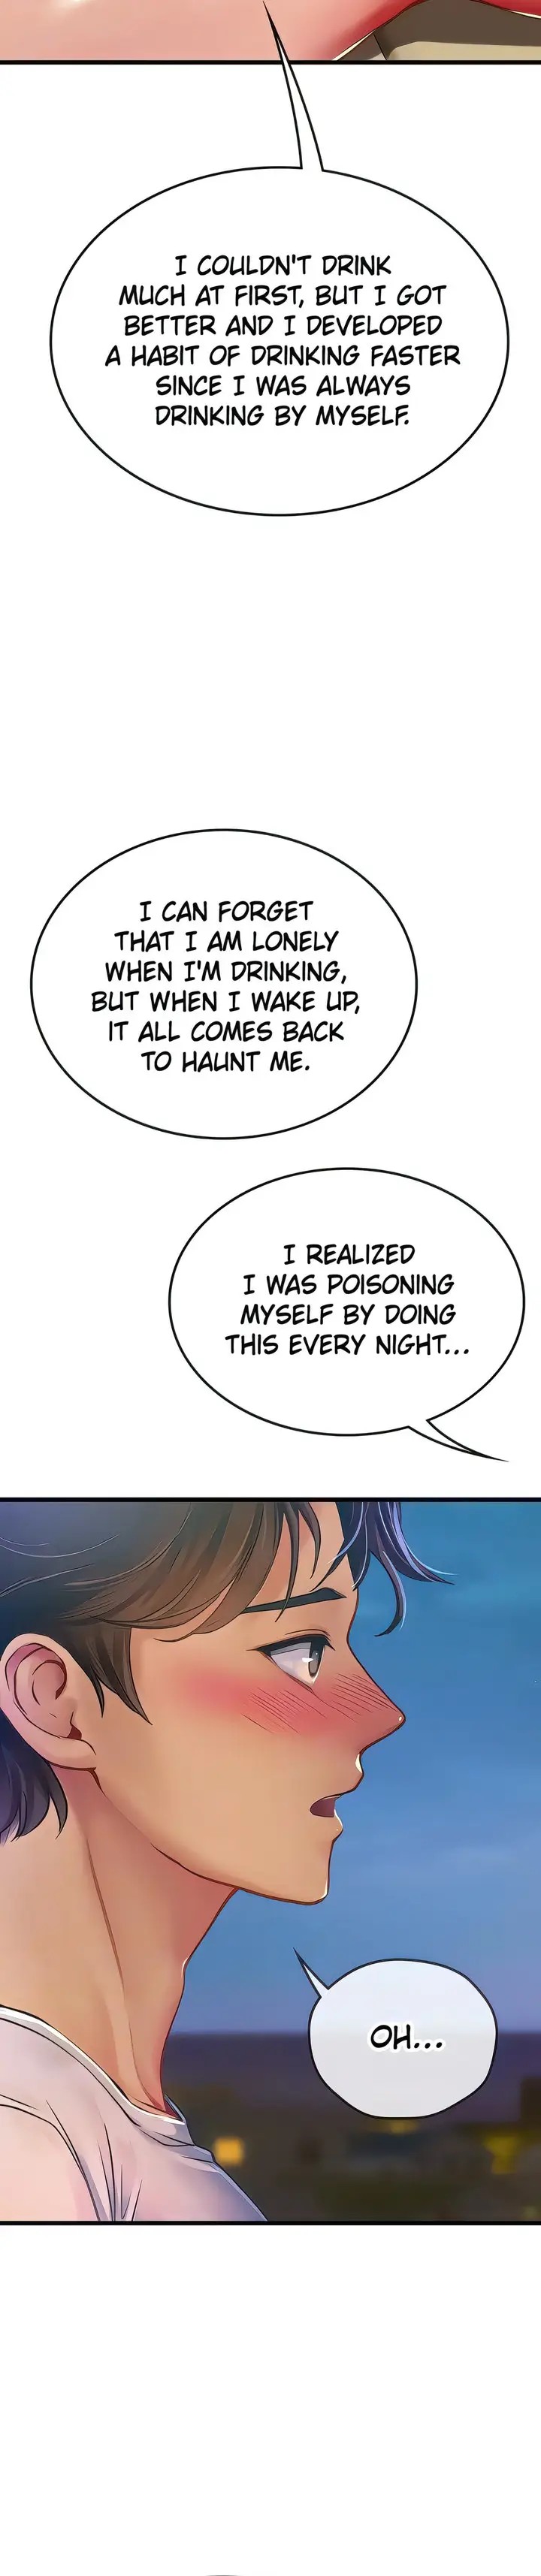 I COULDN'T DRINK
MUCH AT FIRST, BUT I GOT
BETTER AND I DEVELOPED
A HABIT OF DRINKING FASTER
SINCE I WAS ALWAYS
DRINKING BY MYSELF.
I CAN FORGET
THAT I AM LONELY
WHEN I'M DRINKING,
BUT WHEN I WAKE UP,
IT ALL COMES BACK
TO HAUNT ME.
I REALIZED
I WAS POISONING
MYSELF BY DOING
THIS EVERY NIGHT...
OH...